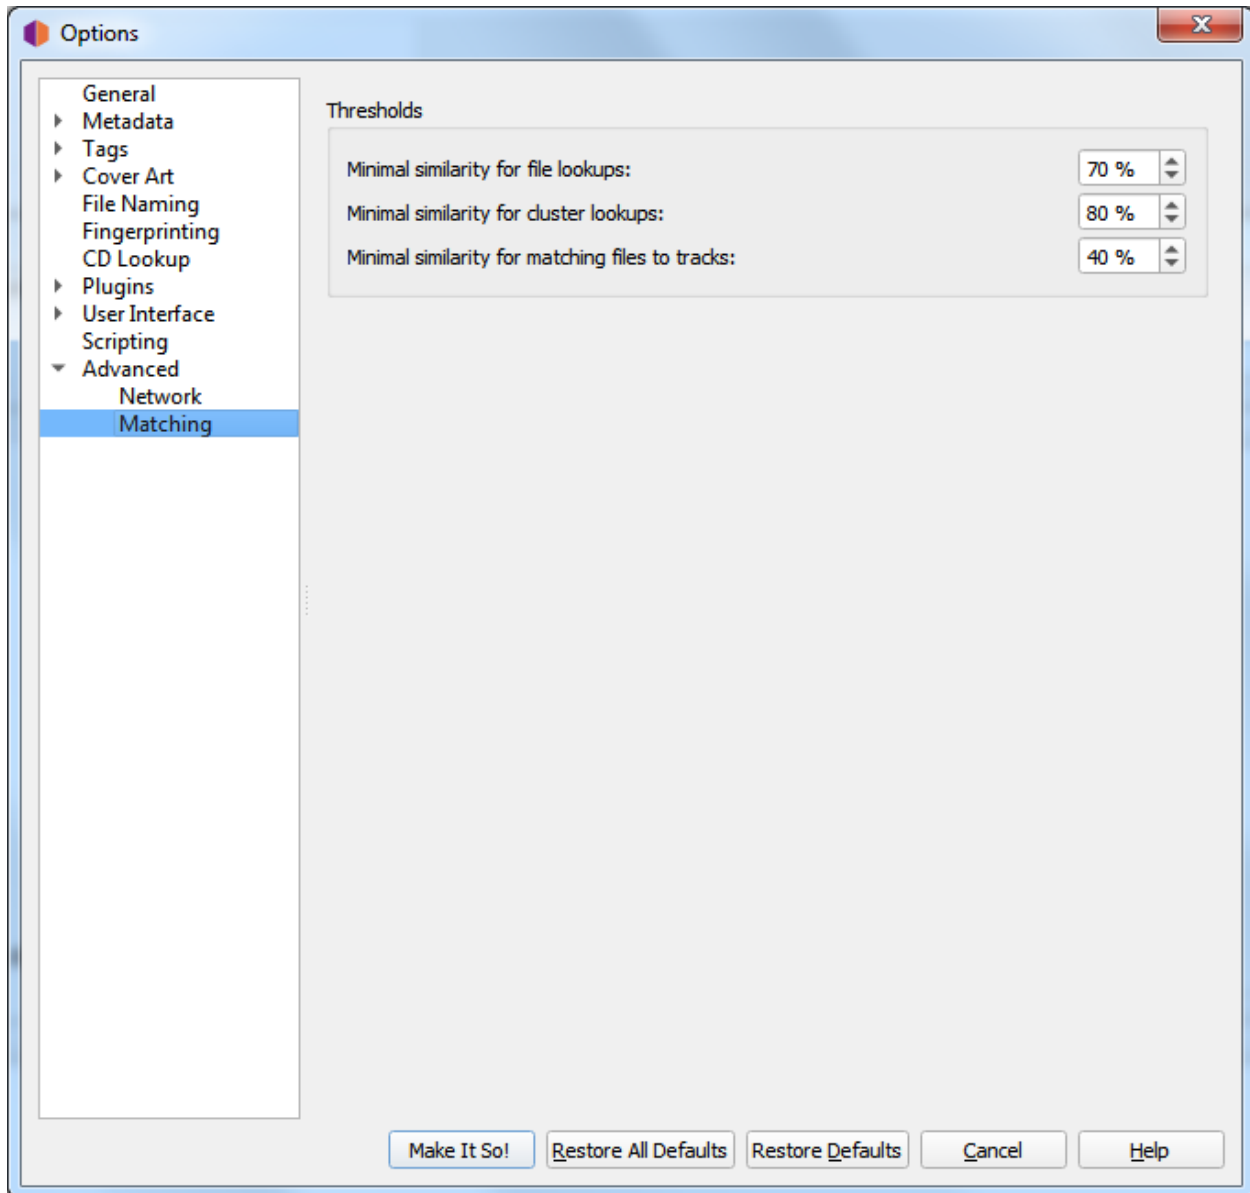 Options
General
Metadata
Tags
Cover Art
File Naming
Fingerprinting
CD Lookup
Plugins
User Interface
Scripting
Advanced
Network
Matching
Thresholds
Minimal similarity for file lookups: 70 %
Minimal similarity for cluster lookups: 80 %
Minimal similarity for matching files to tracks: 40 %
Make It So! Restore All Defaults Restore Defaults Cancel Help